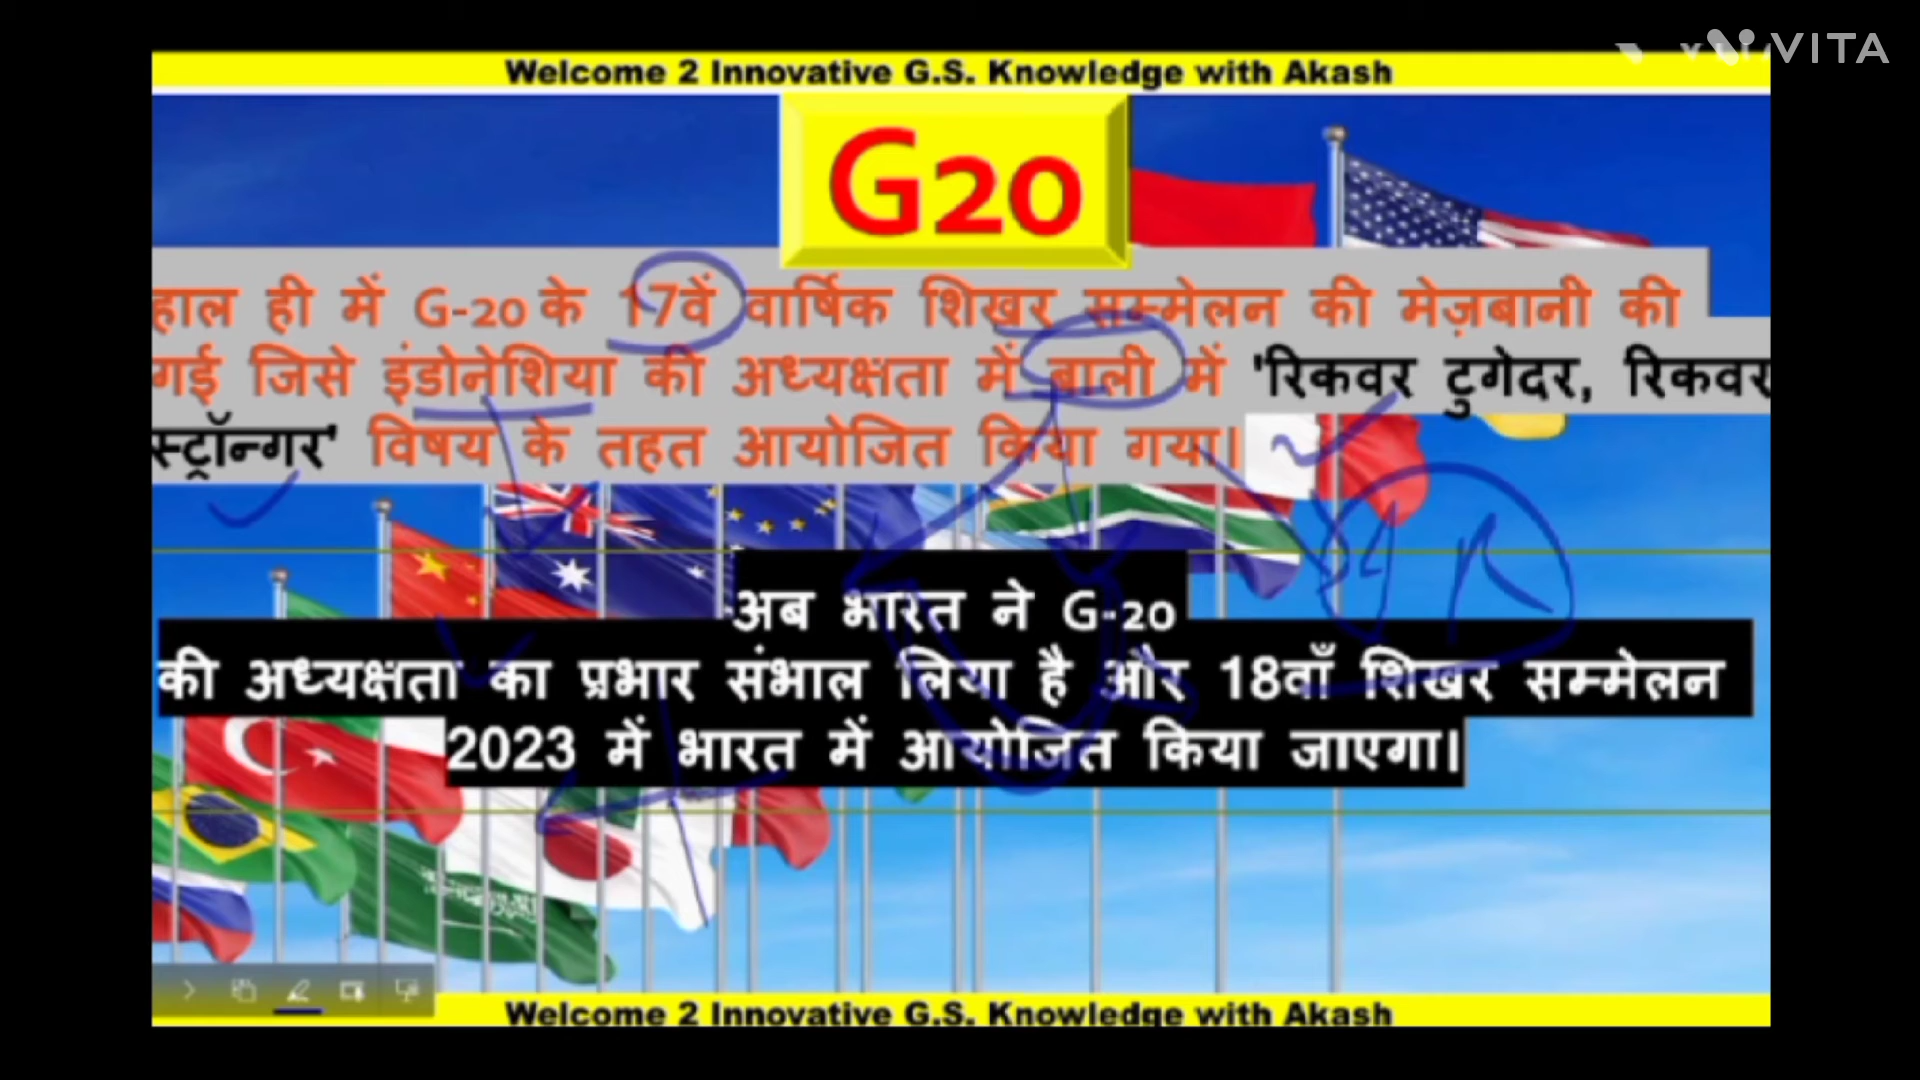 VITA
Welcome 2 Innovative G.S. Knowledge with Akash
G20
हाल ही में G-20 के 17वें वार्षिक शिखर सम्मेलन की मेज़बानी की
गई जिसे इंडोनेशिया की अध्यक्षता में बाली में 'रिकवर टुगेदर, रिकवर
स्ट्रॉन्गर' विषय के तहत आयोजित किया गया।
अब भारत ने G-20
की अध्यक्षता का प्रभार संभाल लिया है और 18वाँ शिखर सम्मेलन
2023 में भारत में आयोजित किया जाएगा।
Welcome 2 Innovative G.S. Knowledge with Akash